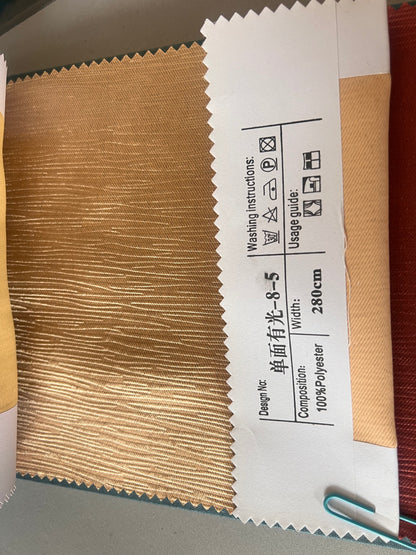 Design No:
单面有光-8-5
Washing Instructions:
Composition:
100%Polyester
Width:
280cm
Usage guide:
P